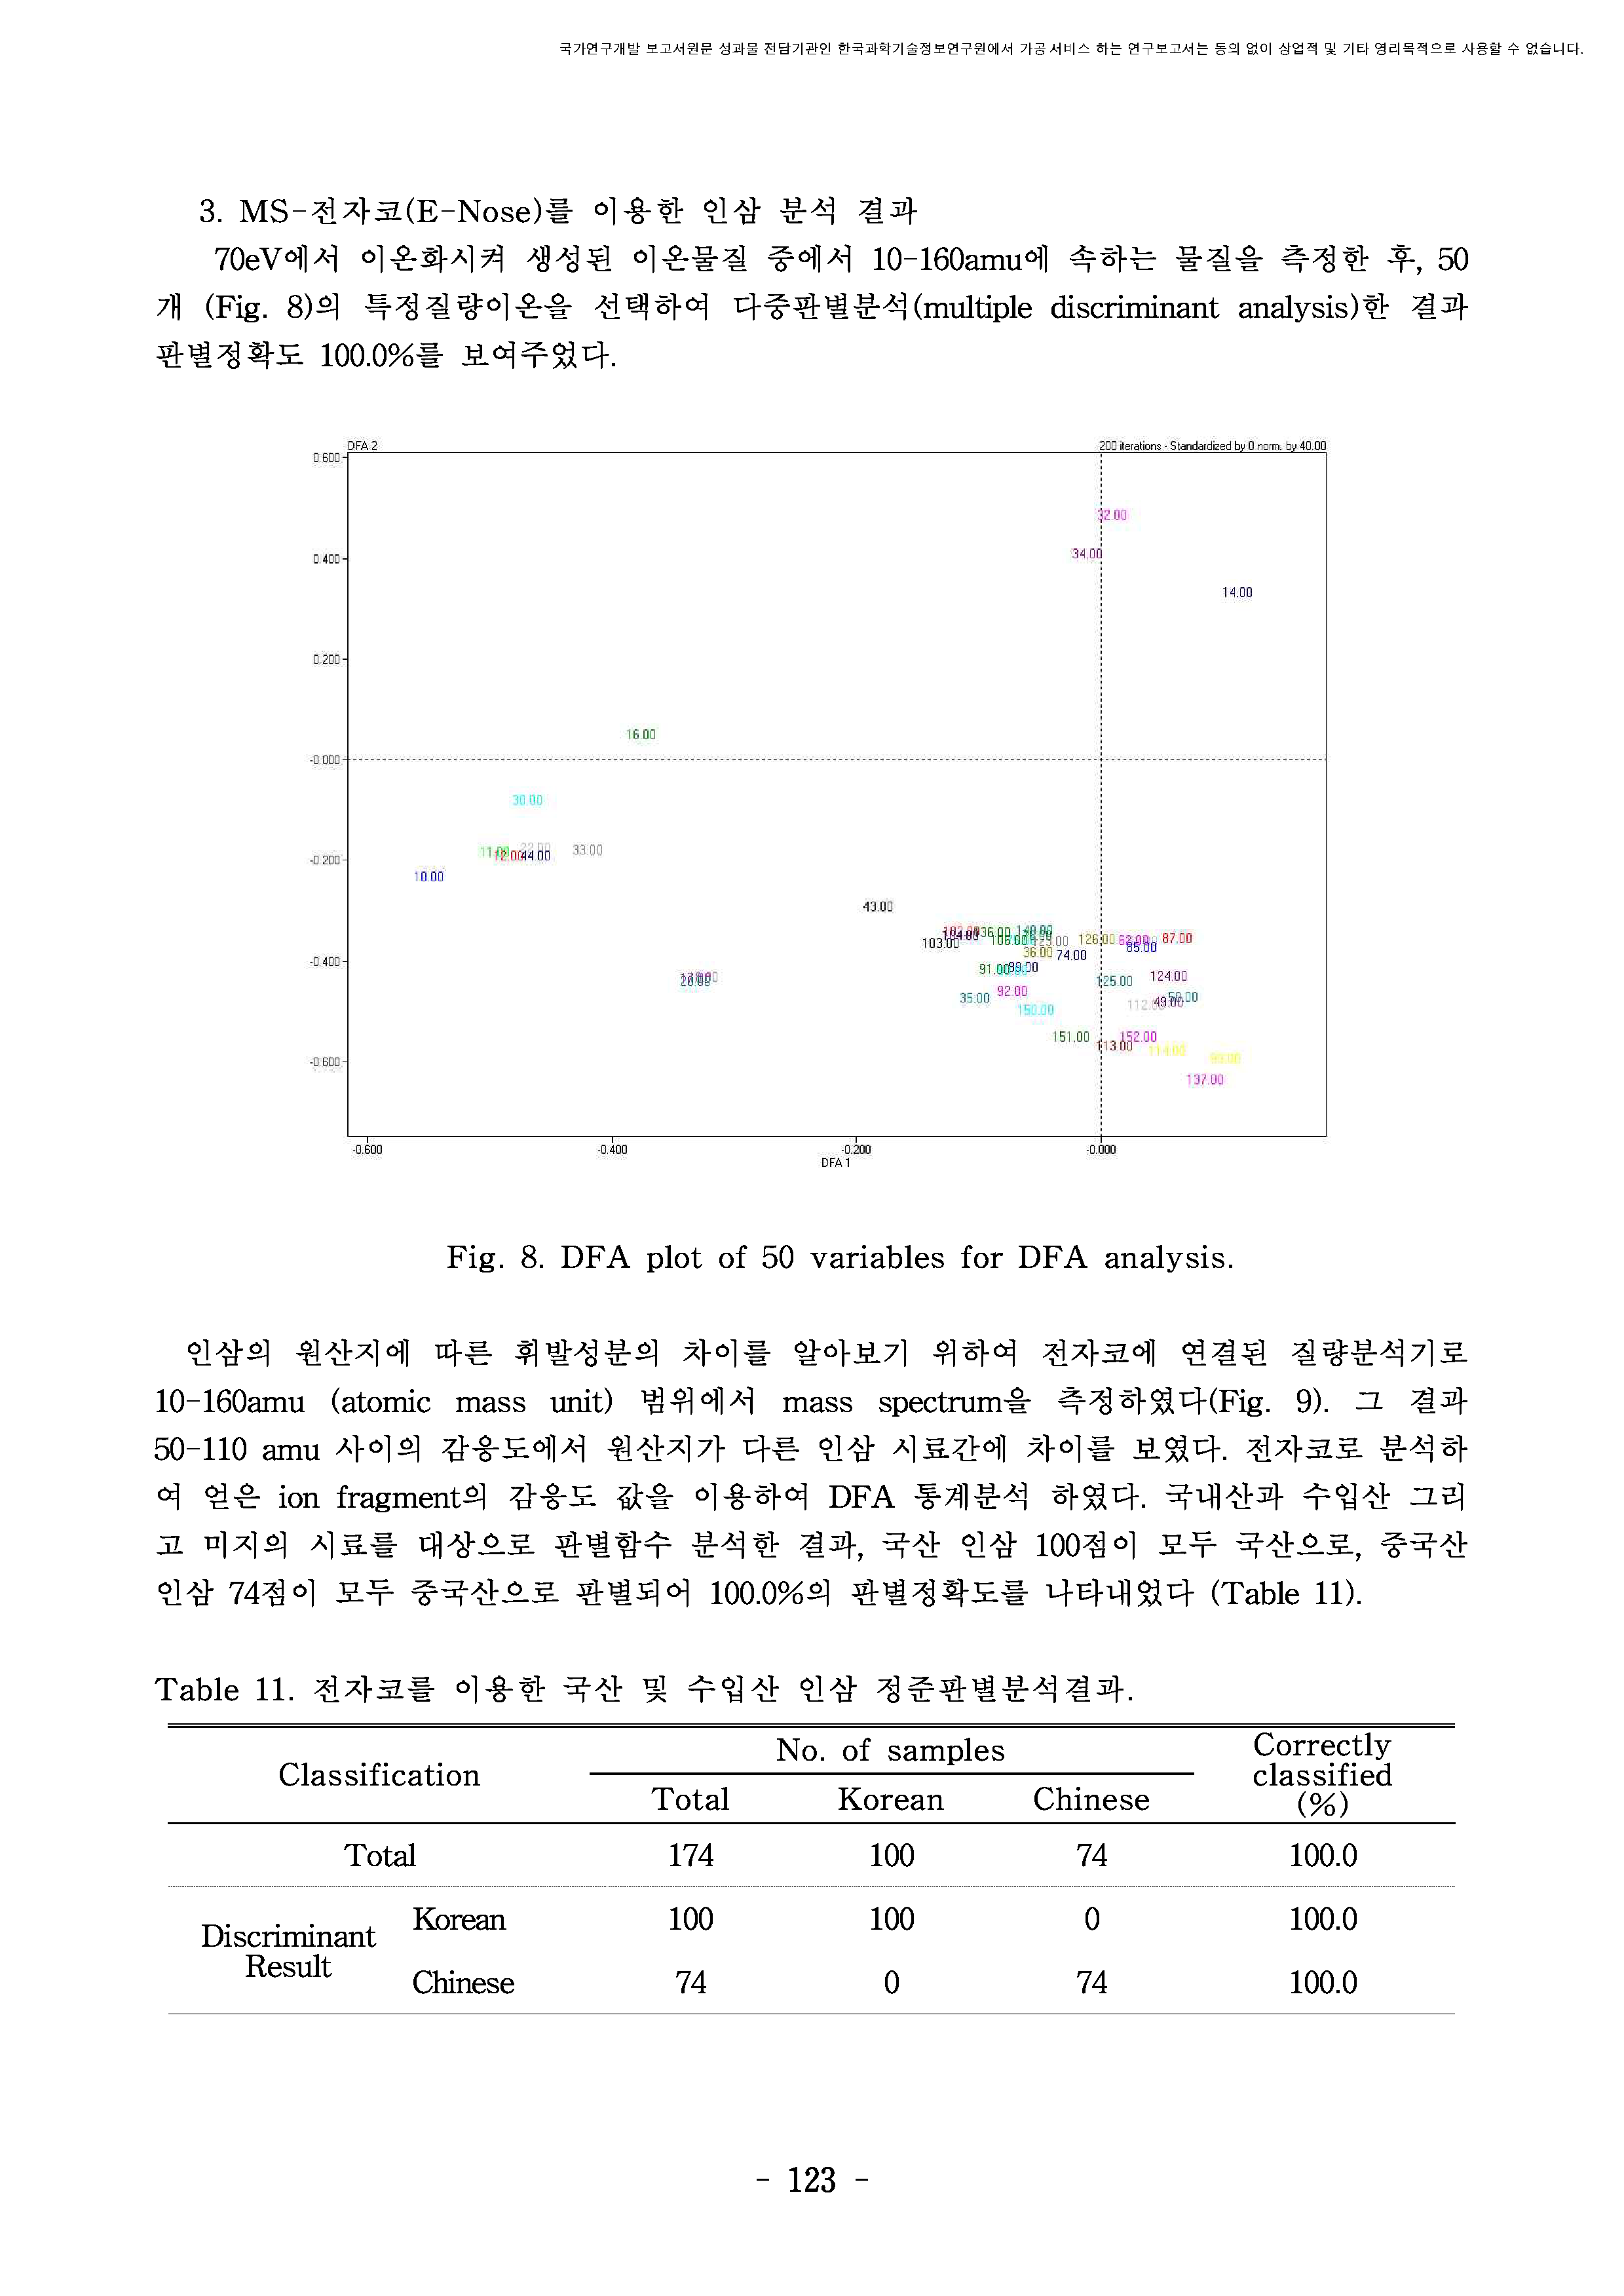 국가연구개발 보고서원문 성과물 전담기관인 한국과학기술정보연구원에서 가공·서비스 하는 연구보고서는 동의 없이 상업적 및 기타 영리목적으로 사용할 수 없습니다.
3. MS-전자코(E-Nose)를 이용한 인삼 분석 결과
70eV에서 이온화시켜 생성된 이온물질 중에서 10-160amu에 속하는 물질을 측정한 후, 50
개 (Fig. 8)의 특정질량이온을 선택하여 다중판별분석(multiple discriminant analysis)한 결과
판별정확도 100.0%를 보여주었다.
DFA 2
200 iterations - Standardized by 0 norm. by 40.00
0.600
32.00
34.00
0.400
14.00
0.200
16.00
-0.000
30.00
11.00
12.00
44.00
33.00
-0.200
10.00
43.00
104.00
103.00
126.00
62.00
87.00
85.00
36.00
74.00
-0.400
91.00
125.00
124.00
92.00
35.00
150.00
49.00
50.00
151.00
152.00
113.00
114.00
99.00
-0.600
137.00
-0.600
-0.400
-0.200
-0.000
DFA 1
Fig. 8. DFA plot of 50 variables for DFA analysis.
인삼의 원산지에 따른 휘발성분의 차이를 알아보기 위하여 전자코에 연결된 질량분석기로
10-160amu (atomic mass unit) 범위에서 mass spectrum을 측정하였다(Fig. 9). 그 결과
50-110 amu 사이의 감응도에서 원산지가 다른 인삼 시료간에 차이를 보였다. 전자코로 분석하
여 얻은 ion fragment의 감응도 값을 이용하여 DFA 통계분석 하였다. 국내산과 수입산 그리
고 미지의 시료를 대상으로 판별함수 분석한 결과, 국산 인삼 100점이 모두 국산으로, 중국산
인삼 74점이 모두 중국산으로 판별되어 100.0%의 판별정확도를 나타내었다 (Table 11).
Table 11. 전자코를 이용한 국산 및 수입산 인삼 정준판별분석결과.
Classification No. of samples Correctly classified (%)
Total Korean Chinese
Total 174 100 74 100.0
Discriminant Result
Korean 100 100 0 100.0
Chinese 74 0 74 100.0
- 123 -